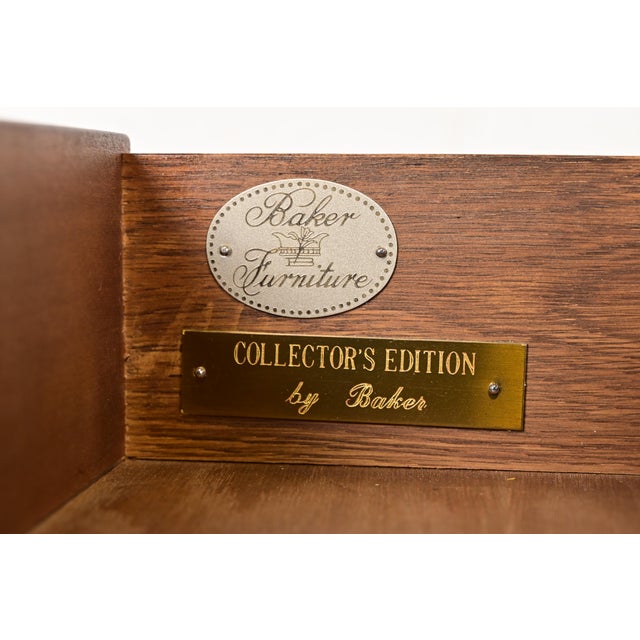 Baker
Furniture
COLLECTOR'S EDITION
by Baker